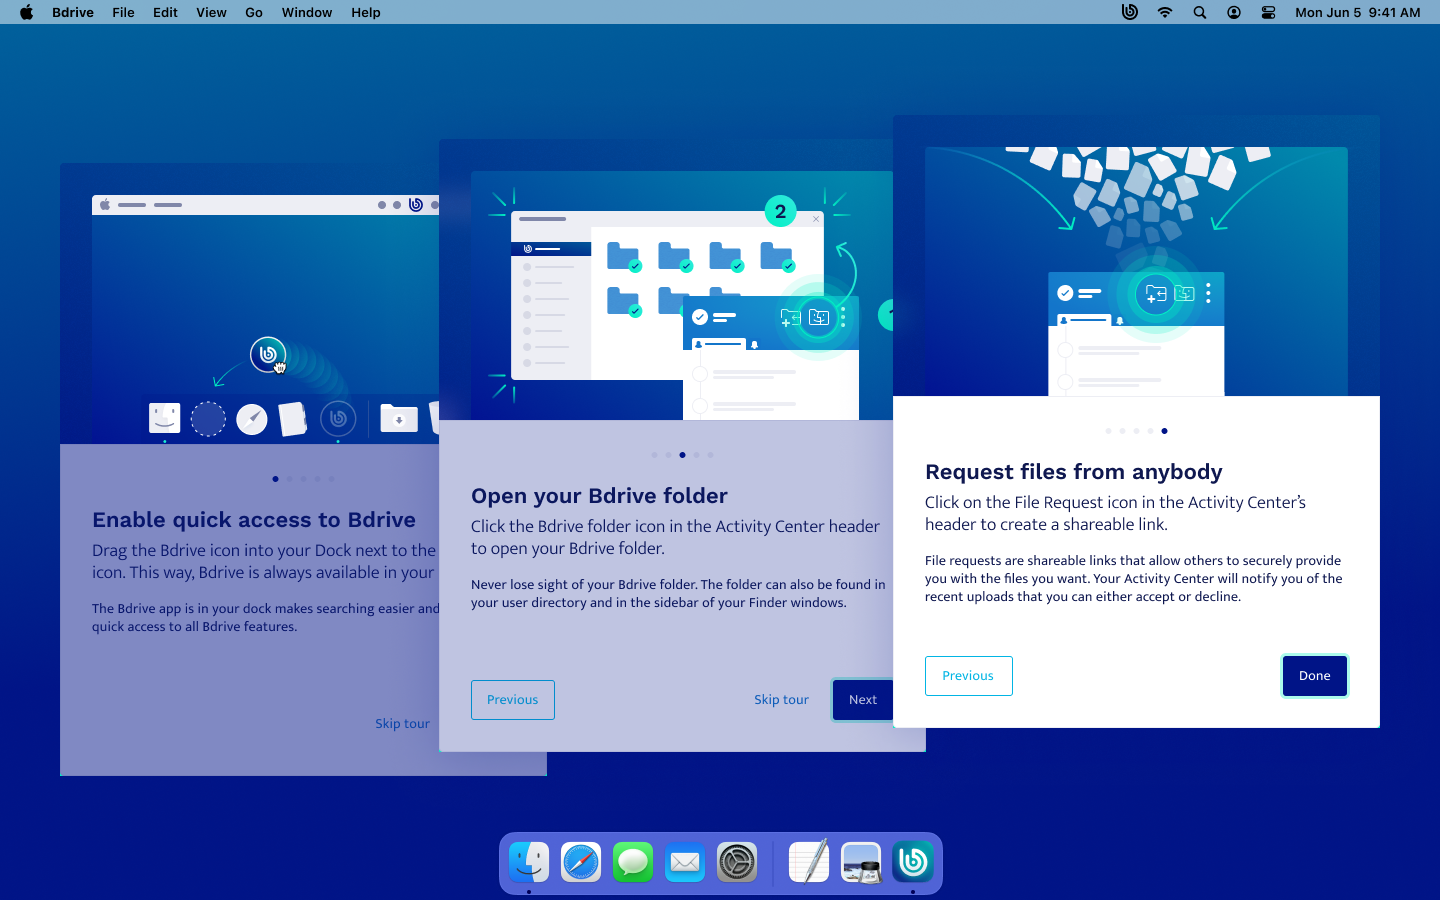 Bdrive File Edit View Go Window Help
Mon Jun 5 9:41 AM
Enable quick access to Bdrive
Drag the Bdrive icon into your Dock next to the
icon. This way, Bdrive is always available in your
The Bdrive app is in your dock makes searching easier and
quick access to all Bdrive features.
Skip tour
2
Open your Bdrive folder
Click the Bdrive folder icon in the Activity Center header
to open your Bdrive folder.
Never lose sight of your Bdrive folder. The folder can also be found in
your user directory and in the sidebar of your Finder windows.
Previous
Skip tour
Next
Request files from anybody
Click on the File Request icon in the Activity Center’s
header to create a shareable link.
File requests are shareable links that allow others to securely provide
you with the files you want. Your Activity Center will notify you of the
recent uploads that you can either accept or decline.
Previous
Done